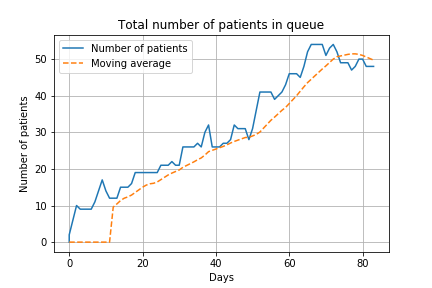 Total number of patients in queue
Number of patients
Moving average
Number of patients
50
40
30
20
10
0
0
20
40
60
80
Days